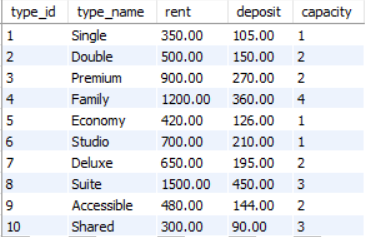 type_id type_name rent deposit capacity
1 Single 350.00 105.00 1
2 Double 500.00 150.00 2
3 Premium 900.00 270.00 2
4 Family 1200.00 360.00 4
5 Economy 420.00 126.00 1
6 Studio 700.00 210.00 1
7 Deluxe 650.00 195.00 2
8 Suite 1500.00 450.00 3
9 Accessible 480.00 144.00 2
10 Shared 300.00 90.00 3